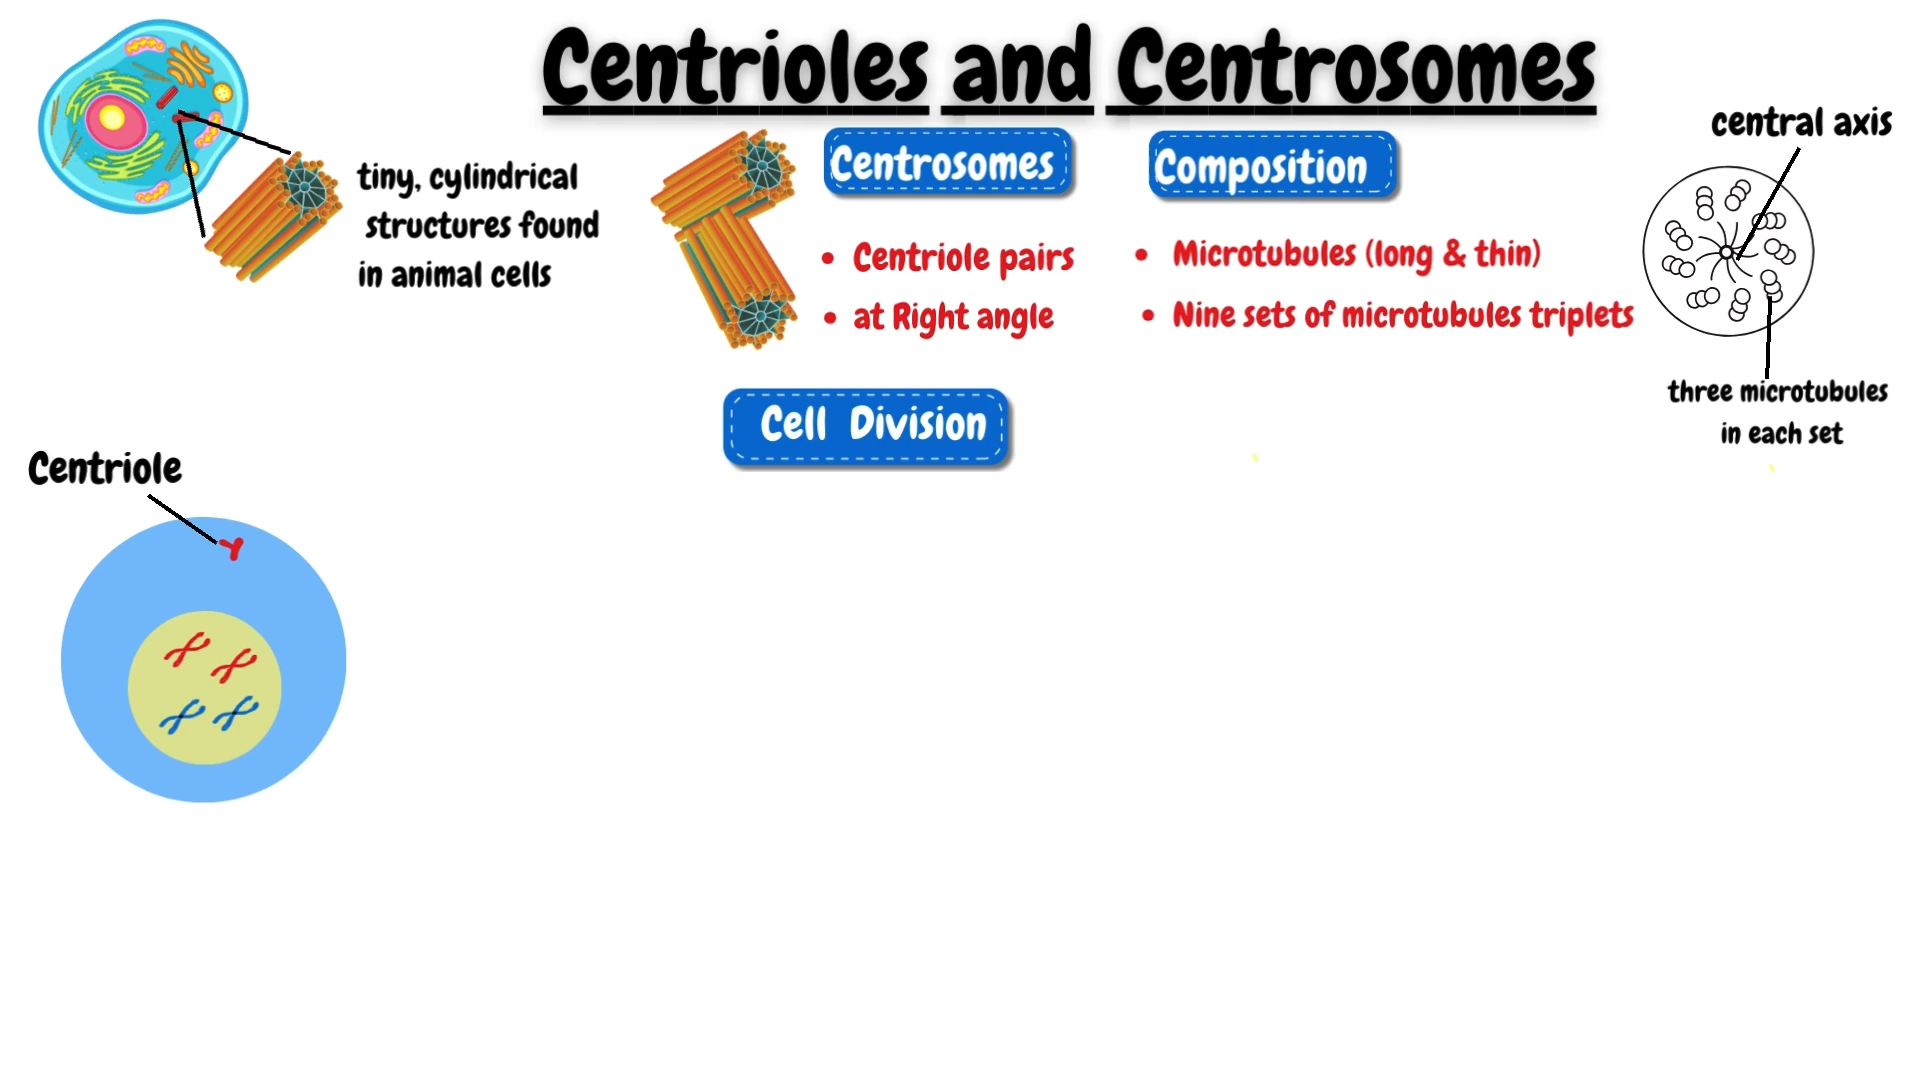 Centrioles and Centrosomes
tiny, cylindrical
structures found
in animal cells
Centrosomes
• Centriole pairs
• at Right angle
Composition
• Microtubules (long & thin)
• Nine sets of microtubules triplets
central axis
three microtubules
in each set
Cell Division
Centriole